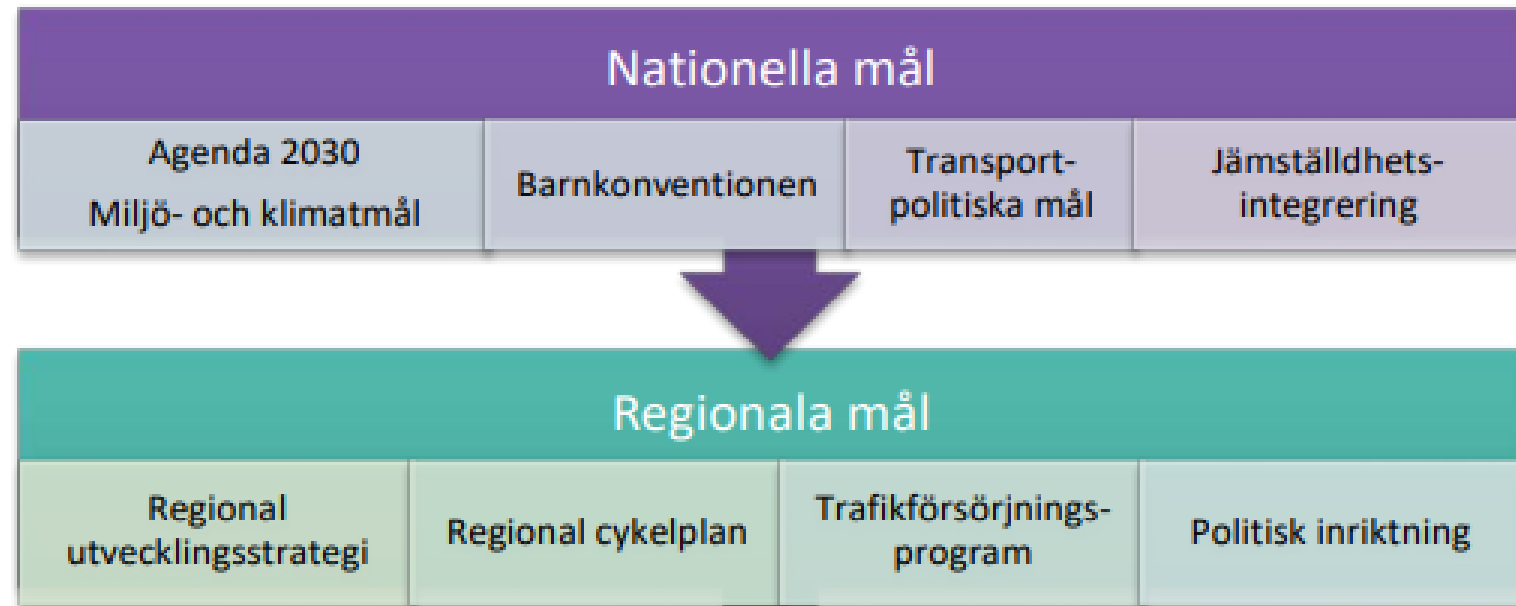 Nationella mål
Agenda 2030
Miljö- och klimatmål
Barnkonventionen
Transport-
politiska mål
Jämställdhets-
integrering
Regionala mål
Regional
utvecklingsstrategi
Regional cykelplan
Trafikförsörjnings-
program
Politisk inriktning